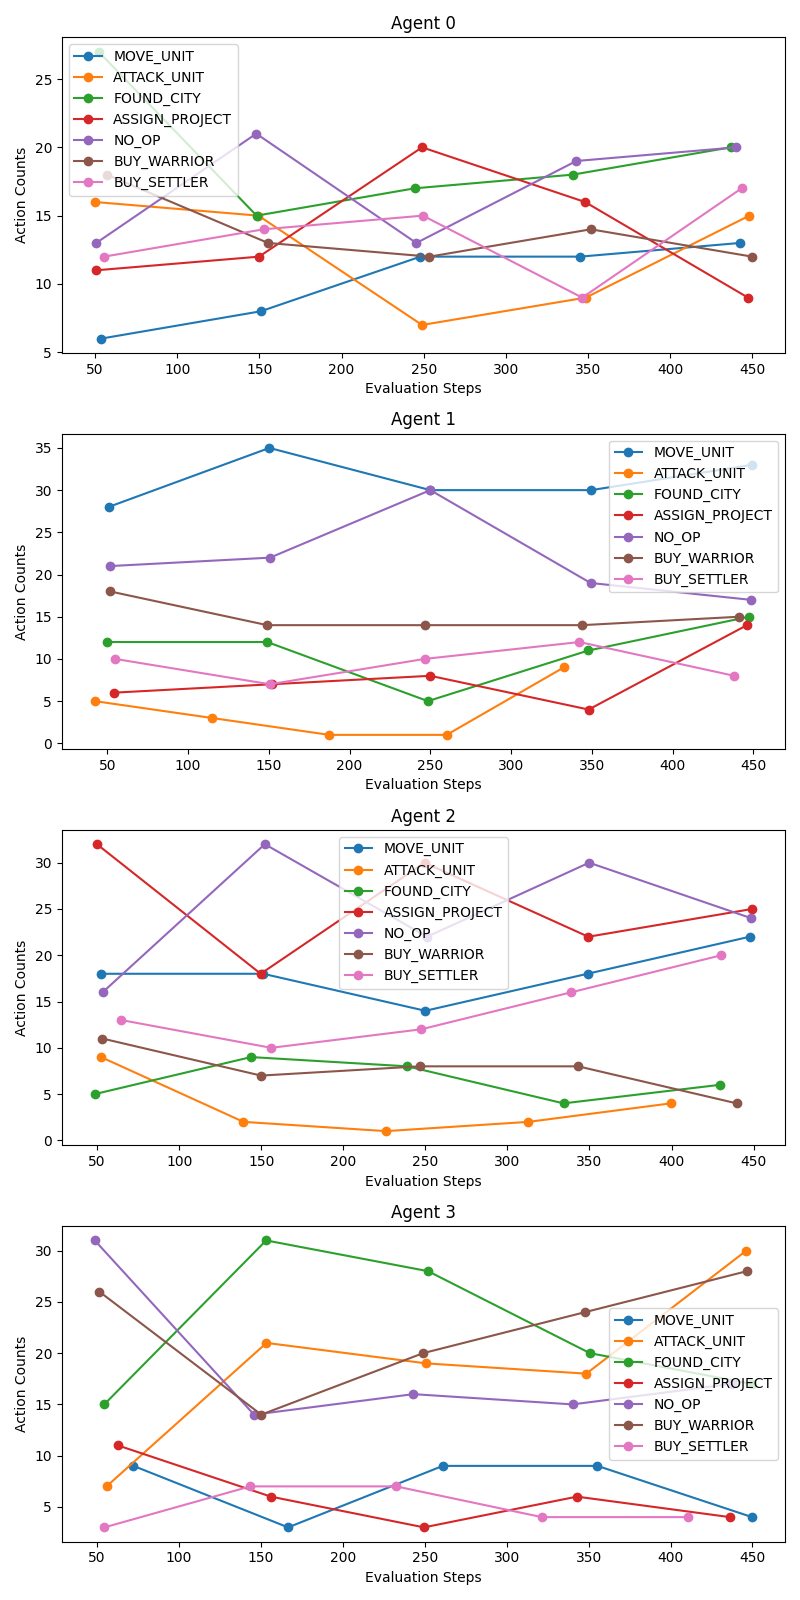 Agent 0
MOVE_UNIT
ATTACK_UNIT
FOUND_CITY
ASSIGN_PROJECT
NO_OP
BUY_WARRIOR
BUY_SETTLER
Action Counts
25
20
15
10
5
50 100 150 200 250 300 350 400 450
Evaluation Steps
Agent 1
MOVE_UNIT
ATTACK_UNIT
FOUND_CITY
ASSIGN_PROJECT
NO_OP
BUY_WARRIOR
BUY_SETTLER
Action Counts
35
30
25
20
15
10
5
0
50 100 150 200 250 300 350 400 450
Evaluation Steps
Agent 2
MOVE_UNIT
ATTACK_UNIT
FOUND_CITY
ASSIGN_PROJECT
NO_OP
BUY_WARRIOR
BUY_SETTLER
Action Counts
30
25
20
15
10
5
0
50 100 150 200 250 300 350 400 450
Evaluation Steps
Agent 3
MOVE_UNIT
ATTACK_UNIT
FOUND_CITY
ASSIGN_PROJECT
NO_OP
BUY_WARRIOR
BUY_SETTLER
Action Counts
30
25
20
15
10
5
50 100 150 200 250 300 350 400 450
Evaluation Steps